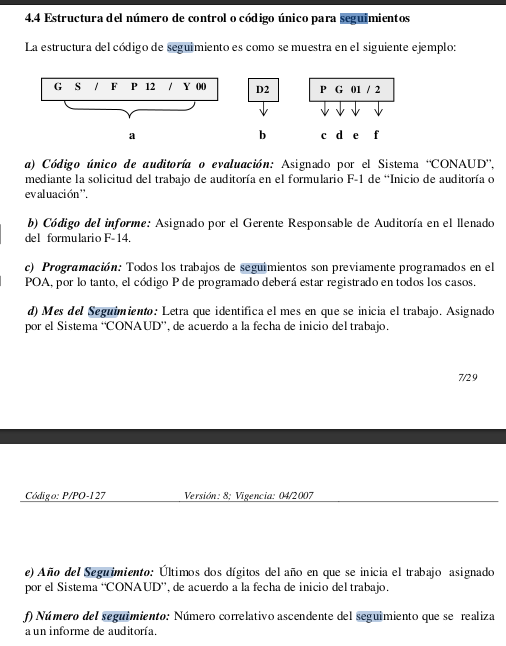 4.4 Estructura del número de control o código único para seguimientos
La estructura del código de seguimiento es como se muestra en el siguiente ejemplo:
G S / F P 12 / Y 00 D2 P G 01 / 2
a b c d e f
a) Código único de auditoría o evaluación: Asignado por el Sistema “CONAUD”,
mediante la solicitud del trabajo de auditoría en el formulario F-1 de “Inicio de auditoría o
evaluación”.
b) Código del informe: Asignado por el Gerente Responsable de Auditoría en el llenado
del formulario F-14.
c) Programación: Todos los trabajos de seguimientos son previamente programados en el
POA, por lo tanto, el código P de programado deberá estar registrado en todos los casos.
d) Mes del Seguimiento: Letra que identifica el mes en que se inicia el trabajo. Asignado
por el Sistema “CONAUD”, de acuerdo a la fecha de inicio del trabajo.
7/29
Código: P/PO-127 Versión: 8; Vigencia: 04/2007
e) Año del Seguimiento: Últimos dos dígitos del año en que se inicia el trabajo asignado
por el Sistema “CONAUD”, de acuerdo a la fecha de inicio del trabajo.
f) Número del seguimiento: Número correlativo ascendente del seguimiento que se realiza
a un informe de auditoría.